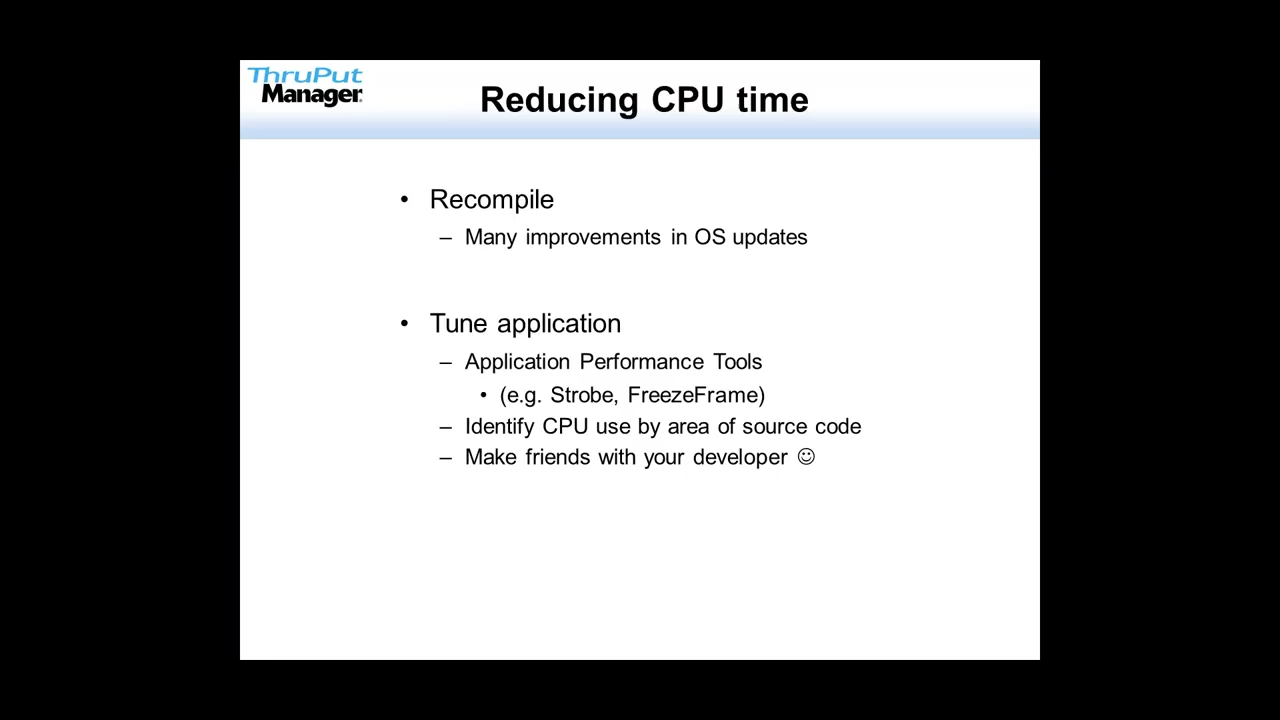 ThruPut
Manager®
Reducing CPU time
• Recompile
– Many improvements in OS updates
• Tune application
– Application Performance Tools
• (e.g. Strobe, FreezeFrame)
– Identify CPU use by area of source code
– Make friends with your developer ☺